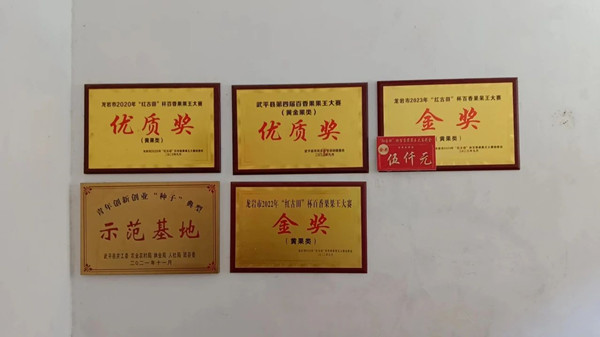 龙岩市2020年“红古田”杯百香果果王大赛
优质奖
(黄果类)
武平县第四届百香果果王大赛
(黄金果类)
优质奖
龙岩市2023年“红古田”杯百香果果王大赛
金奖
(黄果类)
伍仟元
青年创新创业“种子”典型
示范基地
二〇二一年十一月
龙岩市2022年“红古田”杯百香果果王大赛
金奖
(黄果类)